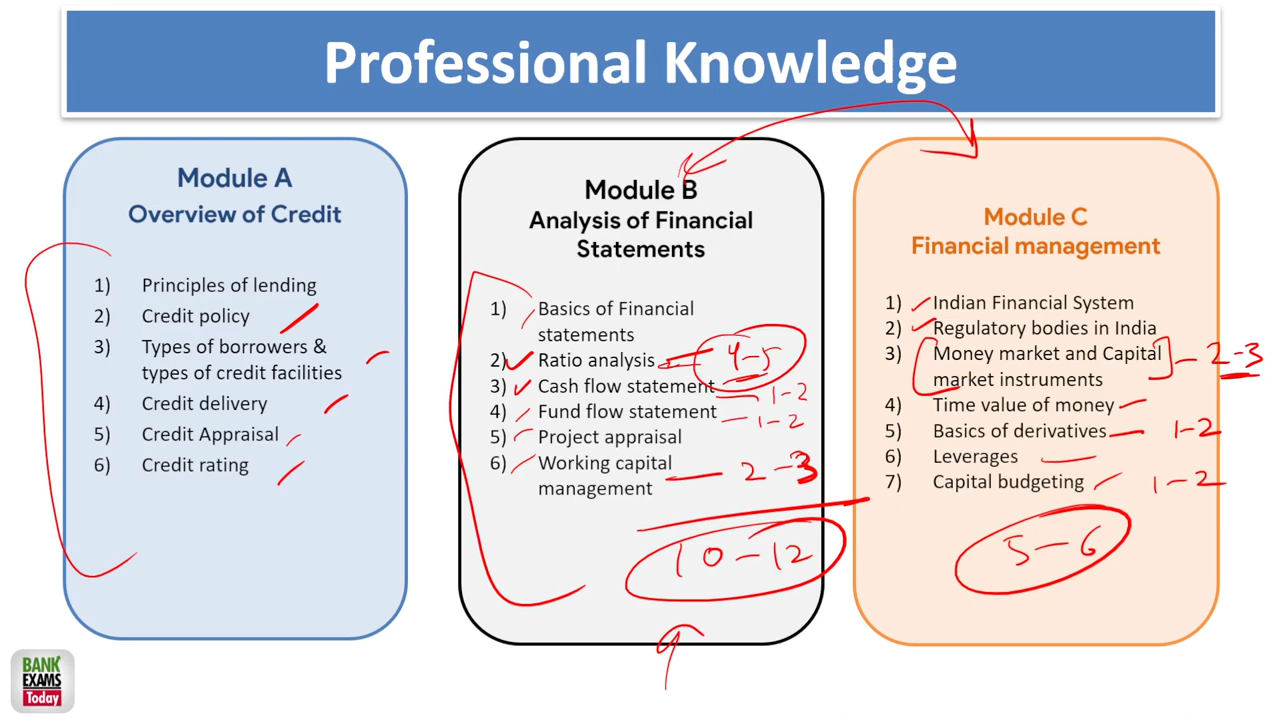 Professional Knowledge
Module A
Overview of Credit
1) Principles of lending
2) Credit policy
3) Types of borrowers &
types of credit facilities
4) Credit delivery
5) Credit Appraisal
6) Credit rating
Module B
Analysis of Financial
Statements
1) Basics of Financial
statements
2) Ratio analysis 4-5
3) Cash flow statement 1-2
4) Fund flow statement 1-2
5) Project appraisal
6) Working capital
management 2-3
10-12
Module C
Financial management
1) Indian Financial System
2) Regulatory bodies in India
3) Money market and Capital 2-3
market instruments
4) Time value of money
5) Basics of derivatives 1-2
6) Leverages
7) Capital budgeting 1-2
5-6
BANK
EXAMS
Today